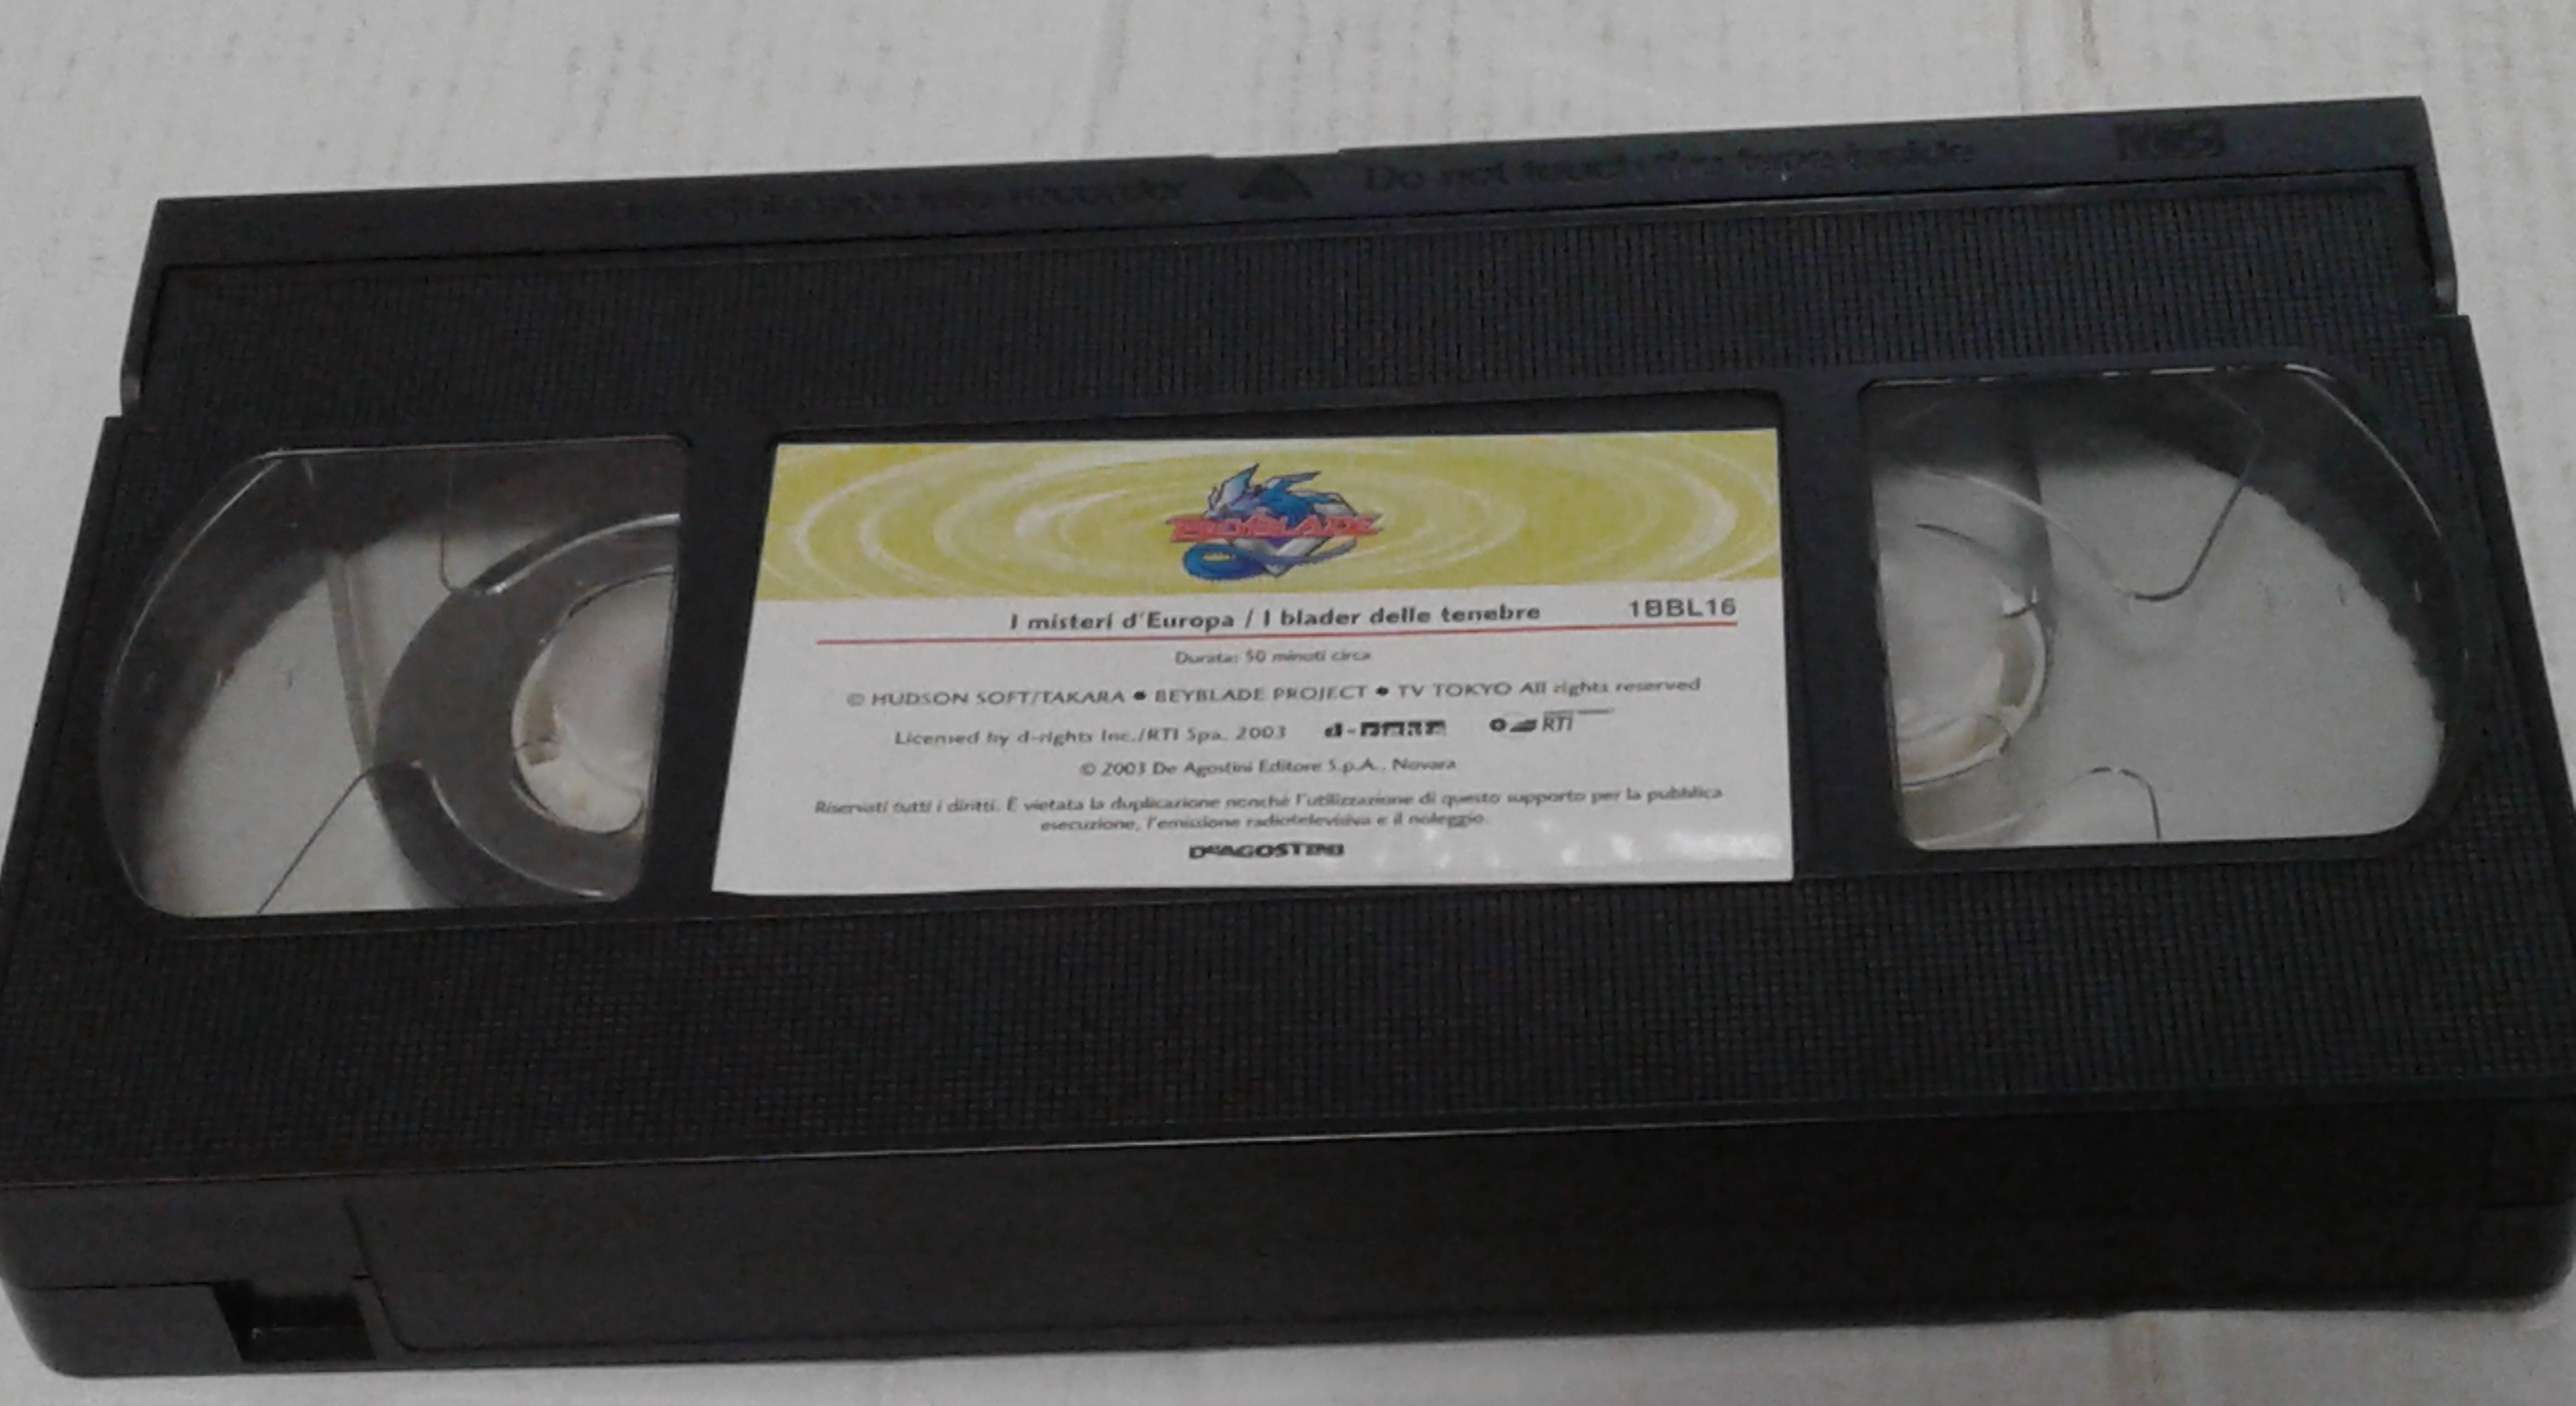 Do not touch the tape inside
VHS
BEYBLADE
I misteri d'Europa / I blader delle tenebre 1BBL16
Durata: 50 minuti circa
© HUDSON SOFT/TAKARA • BEYBLADE PROJECT • TV TOKYO All rights reserved
Licensed by d-rights Inc./RTI Spa. 2003 d-rights RTI
© 2003 De Agostini Editore S.p.A., Novara
Riservati tutti i diritti. È vietata la duplicazione nonché l'utilizzazione di questo supporto per la pubblica
esecuzione, l'emissione radiotelevisiva e il noleggio.
DEAGOSTINI